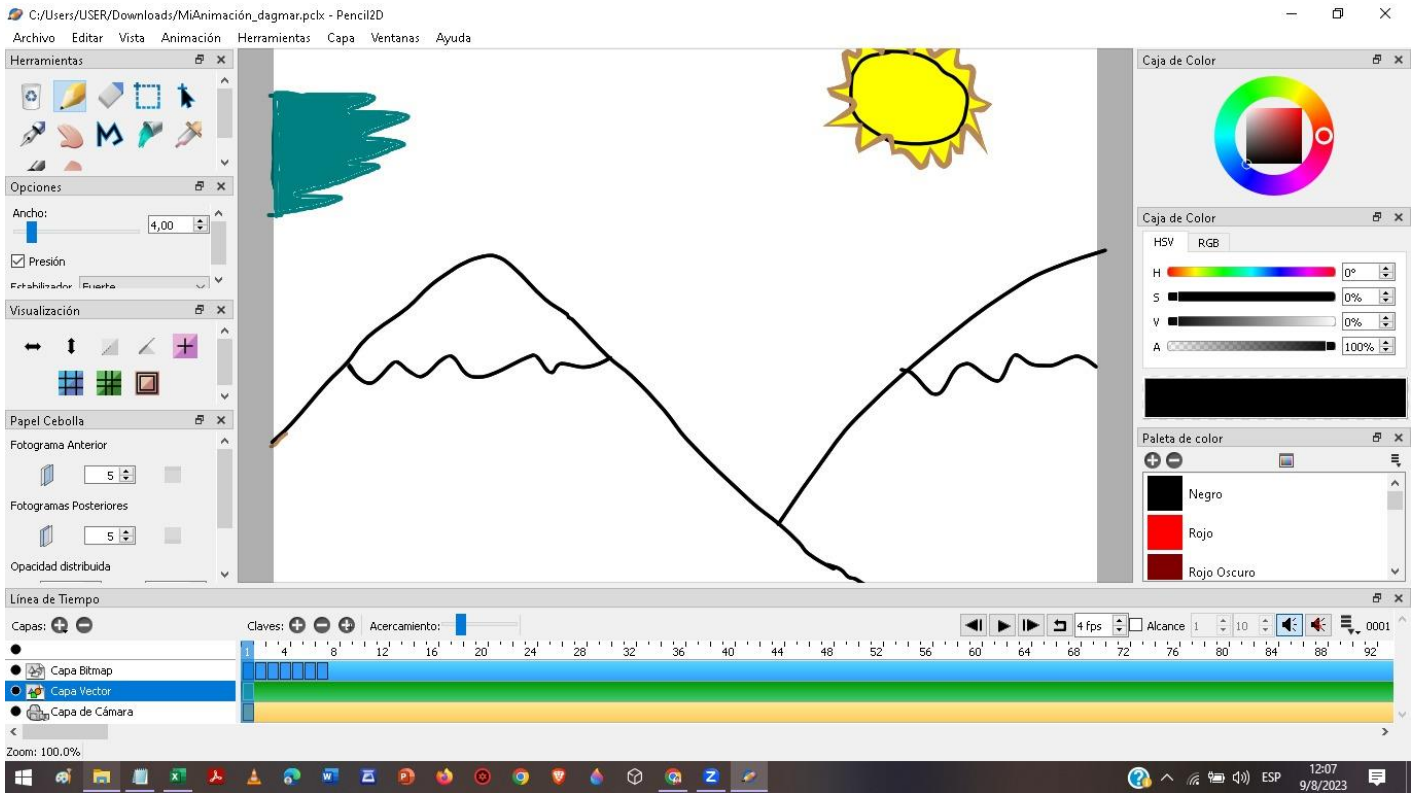 C:/Users/USER/Downloads/MiAnimación_dagmar.pclx - Pencil2D
Archivo Editar Vista Animación Herramientas Capa Ventanas Ayuda
Herramientas
Opciones
Ancho:
4,00
Presión
Estabilizador Fuerte
Visualización
Papel Cebolla
Fotograma Anterior
5
Fotogramas Posteriores
5
Opacidad distribuida
Caja de Color
Caja de Color
HSV RGB
H 0°
S 0%
V 0%
A 100%
Paleta de color
Negro
Rojo
Rojo Oscuro
Línea de Tiempo
Capas: Claves: Acercamiento: 4 fps Alcance 1 10 0001
1 4 8 12 16 20 24 28 32 36 40 44 48 52 56 60 64 68 72 76 80 84 88 92
Capa Bitmap
Capa Vector
Capa de Cámara
Zoom: 100.0%
ESP
12:07
9/8/2023